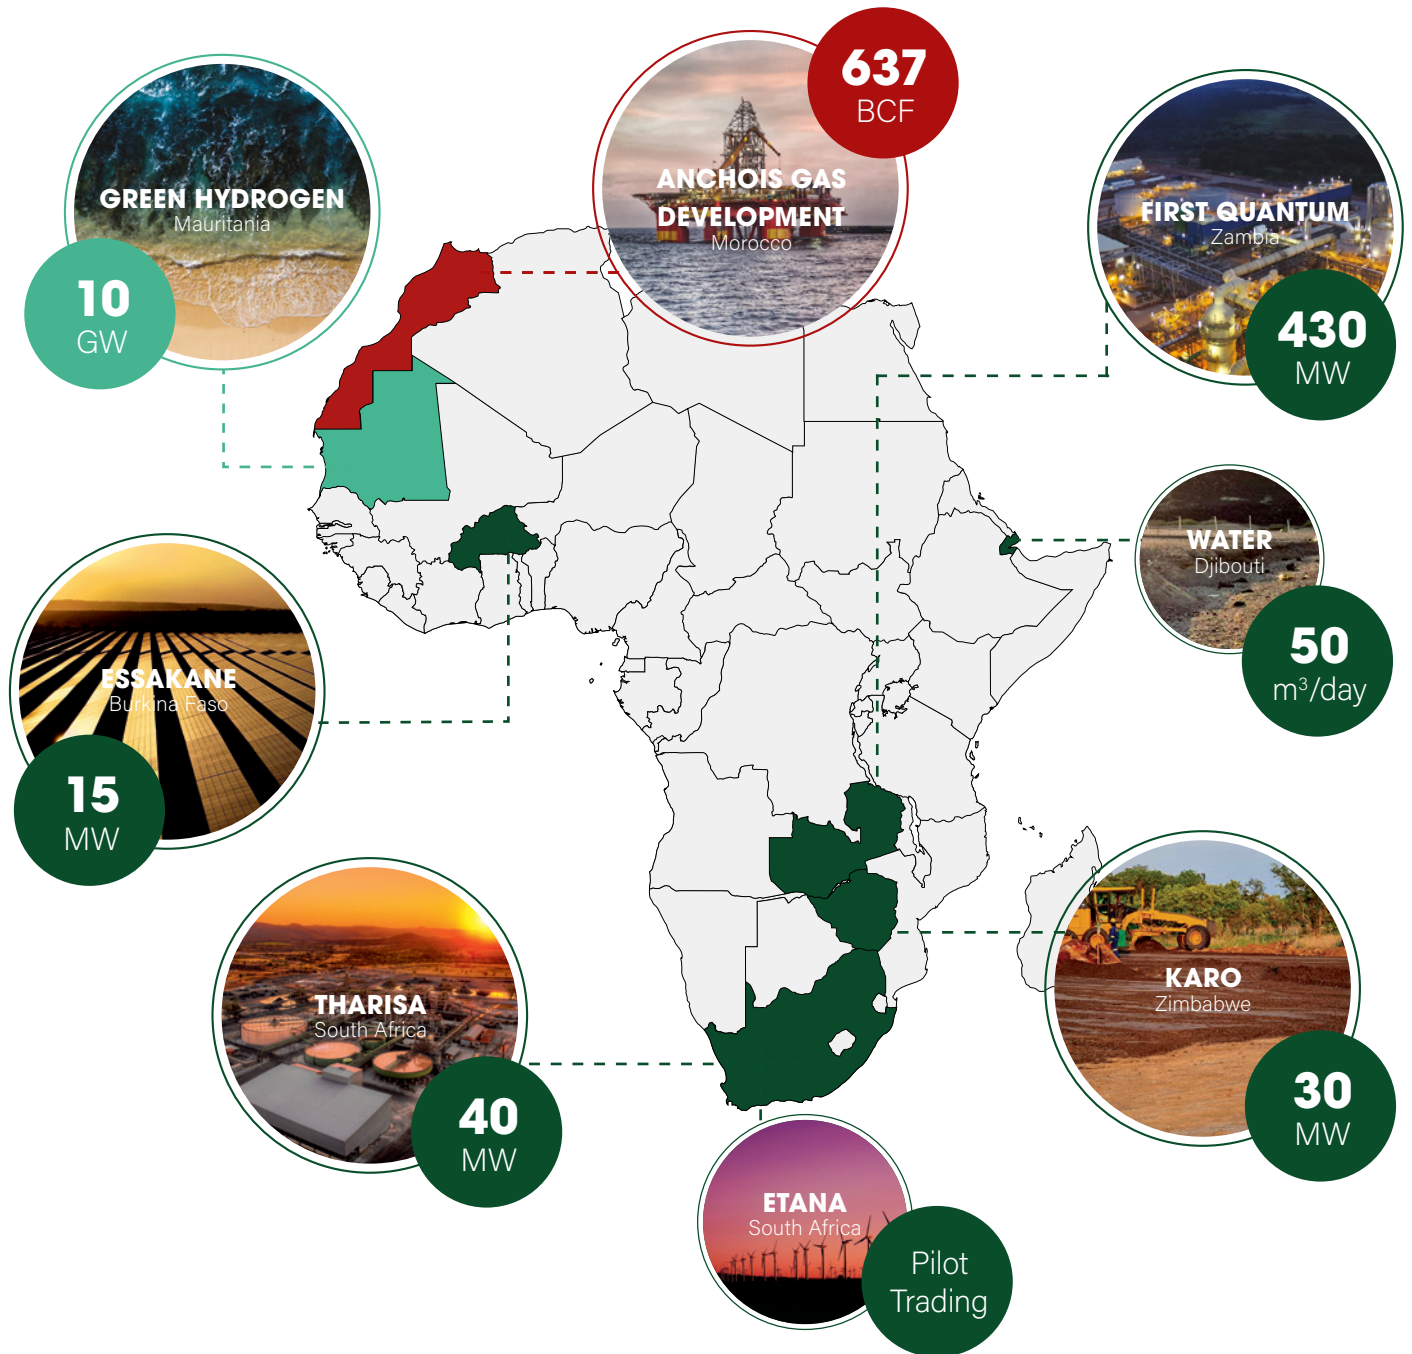 637
BCF
ANCHOIS GAS
DEVELOPMENT
Morocco
GREEN HYDROGEN
Mauritania
10
GW
FIRST QUANTUM
Zambia
430
MW
WATER
Djibouti
50
m³/day
ESSAKANE
Burkina Faso
15
MW
KARO
Zimbabwe
30
MW
THARISA
South Africa
40
MW
ETANA
South Africa
Pilot
Trading